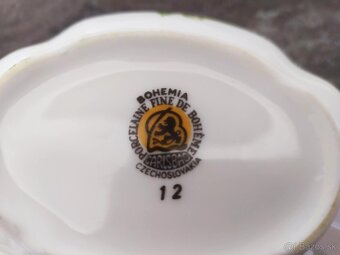 BOHEMIA
PORCELAINE FINE DE BOHÊME
CARLSBAD
CZECHOSLOVAKIA
12